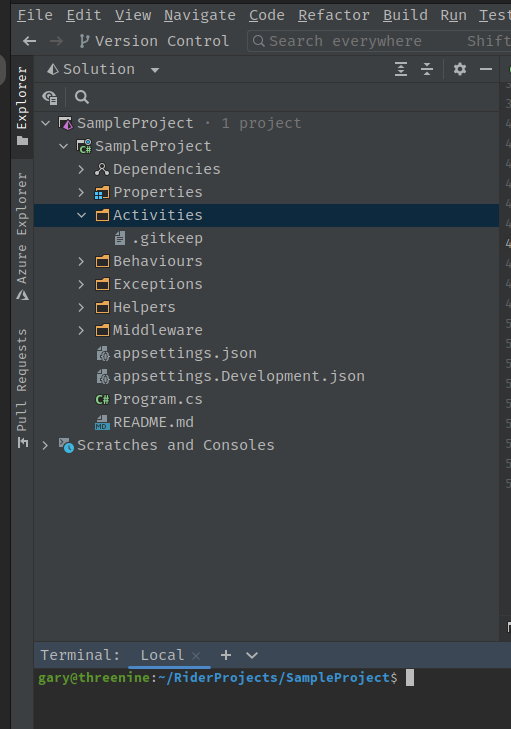 File Edit View Navigate Code Refactor Build Run Test
Version Control Search everywhere Shift
Explorer
Azure Explorer
Pull Requests
Solution
SampleProject · 1 project
C# SampleProject
Dependencies
Properties
Activities
.gitkeep
Behaviours
Exceptions
Helpers
Middleware
appsettings.json
appsettings.Development.json
C# Program.cs
MD README.md
Scratches and Consoles
Terminal: Local × + 
gary@threenine:~/RiderProjects/SampleProject$